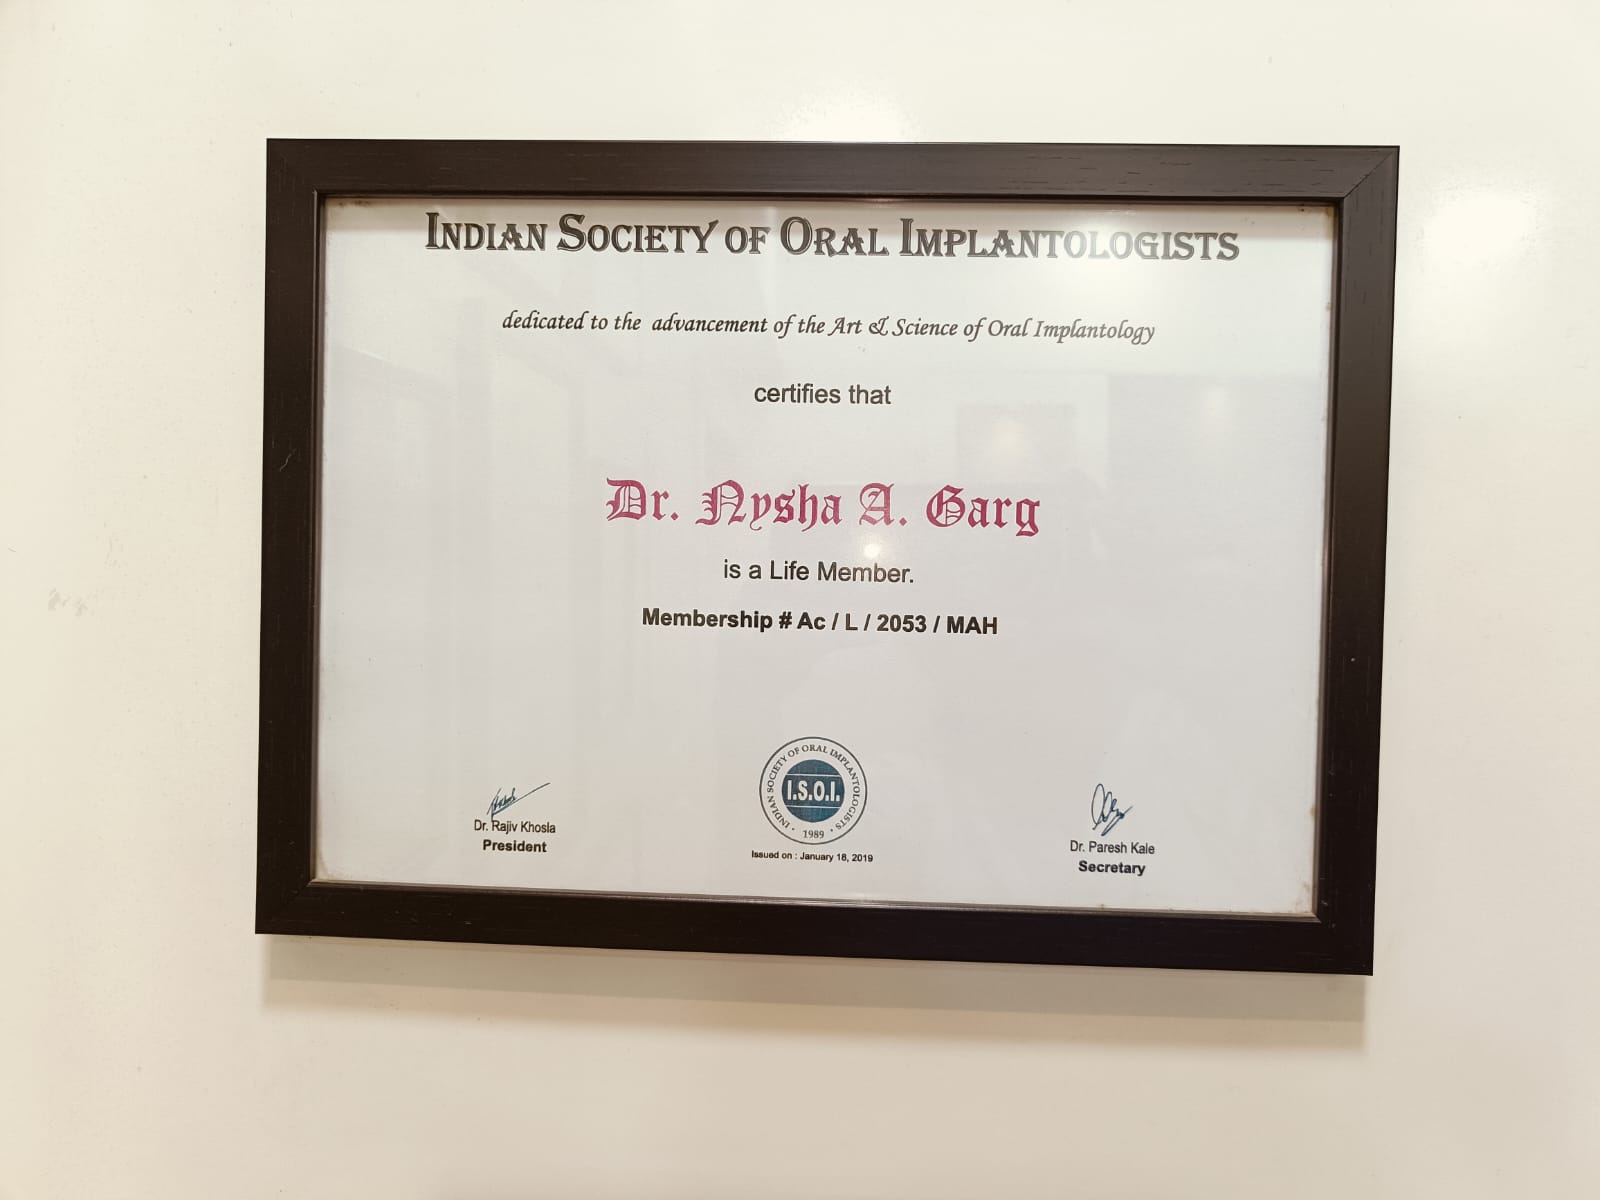 INDIAN SOCIETY OF ORAL IMPLANTOLOGISTS
dedicated to the advancement of the Art & Science of Oral Implantology
certifies that
Dr. Nysha A. Garg
is a Life Member.
Membership # Ac / L / 2053 / MAH
INDIAN SOCIETY OF ORAL IMPLANTOLOGISTS
I.S.O.I.
1989
Issued on : January 18, 2019
Dr. Rajiv Khosla
President
Dr. Paresh Kale
Secretary